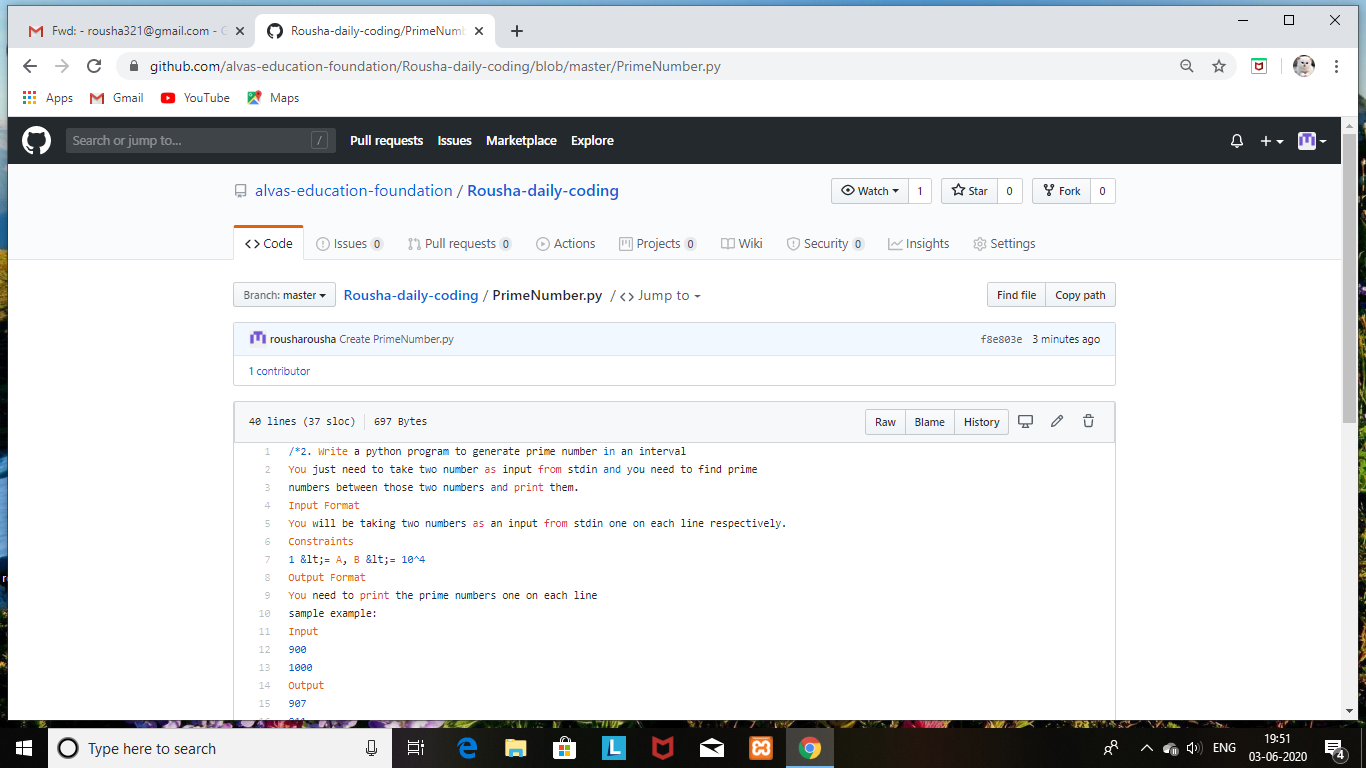 Fwd: - rousha321@gmail.com -
Rousha-daily-coding/PrimeNumb
github.com/alvas-education-foundation/Rousha-daily-coding/blob/master/PrimeNumber.py
Apps Gmail YouTube Maps
Search or jump to... / Pull requests Issues Marketplace Explore
alvas-education-foundation / Rousha-daily-coding
Watch 1 Star 0 Fork 0
Code Issues 0 Pull requests 0 Actions Projects 0 Wiki Security 0 Insights Settings
Branch: master Rousha-daily-coding / PrimeNumber.py / <> Jump to Find file Copy path
rousharousha Create PrimeNumber.py f8e803e 3 minutes ago
1 contributor
40 lines (37 sloc) 697 Bytes Raw Blame History
1 /*2. Write a python program to generate prime number in an interval
2 You just need to take two number as input from stdin and you need to find prime
3 numbers between those two numbers and print them.
4 Input Format
5 You will be taking two numbers as an input from stdin one on each line respectively.
6 Constraints
7 1 &lt;= A, B &lt;= 10^4
8 Output Format
9 You need to print the prime numbers one on each line
10 sample example:
11 Input
12 900
13 1000
14 Output
15 907
Type here to search
ENG
19:51
03-06-2020
4